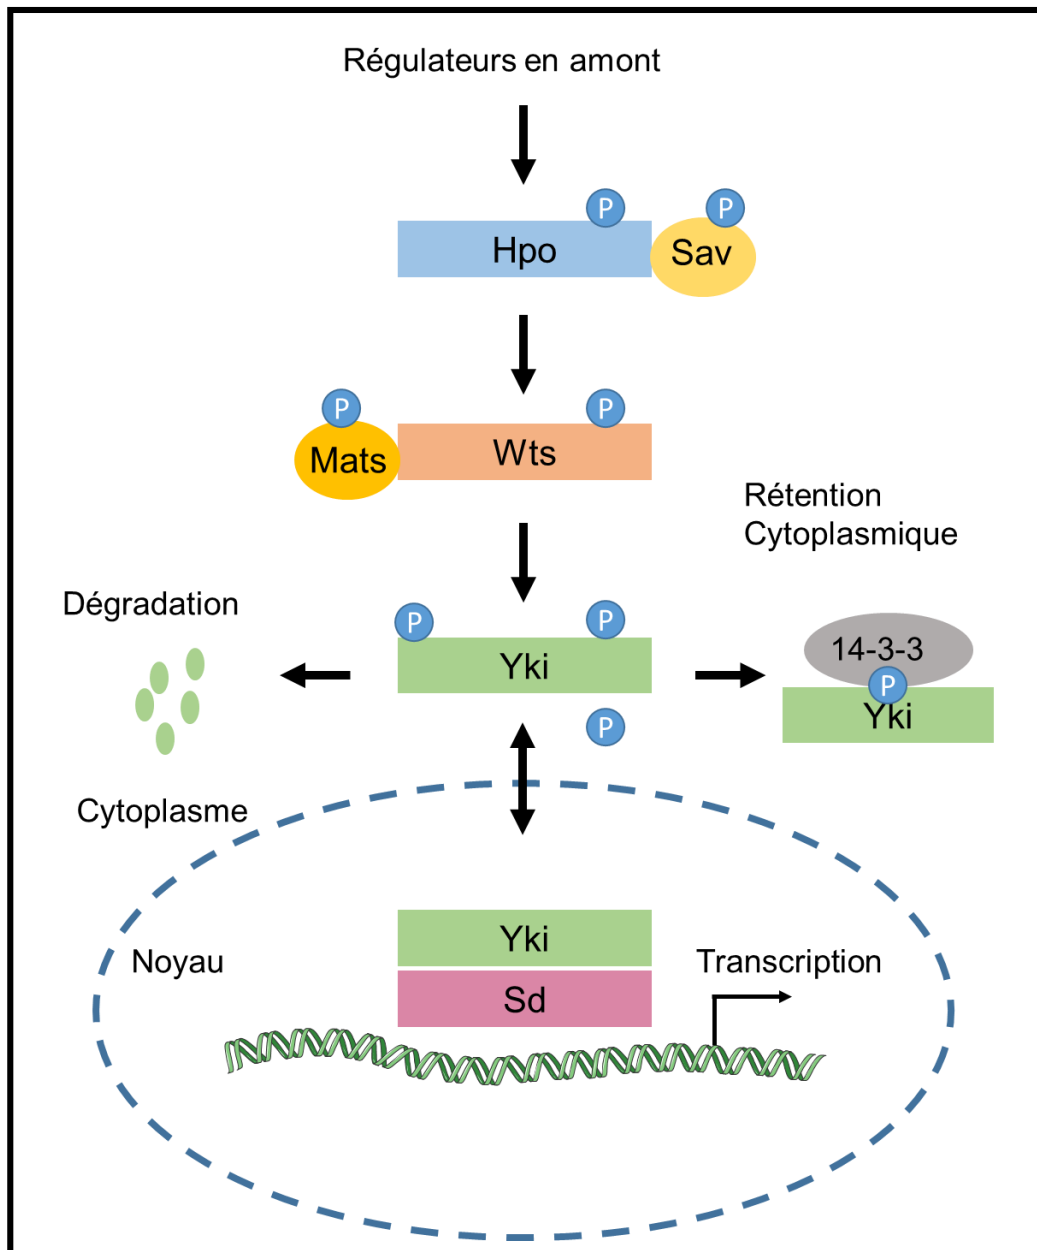 Régulateurs en amont
P
P
Hpo
Sav
P
P
Mats
Wts
Rétention
Cytoplasmique
Dégradation
P
P
Yki
14-3-3
P
Yki
P
Cytoplasme
Yki
Noyau
Transcription
Sd